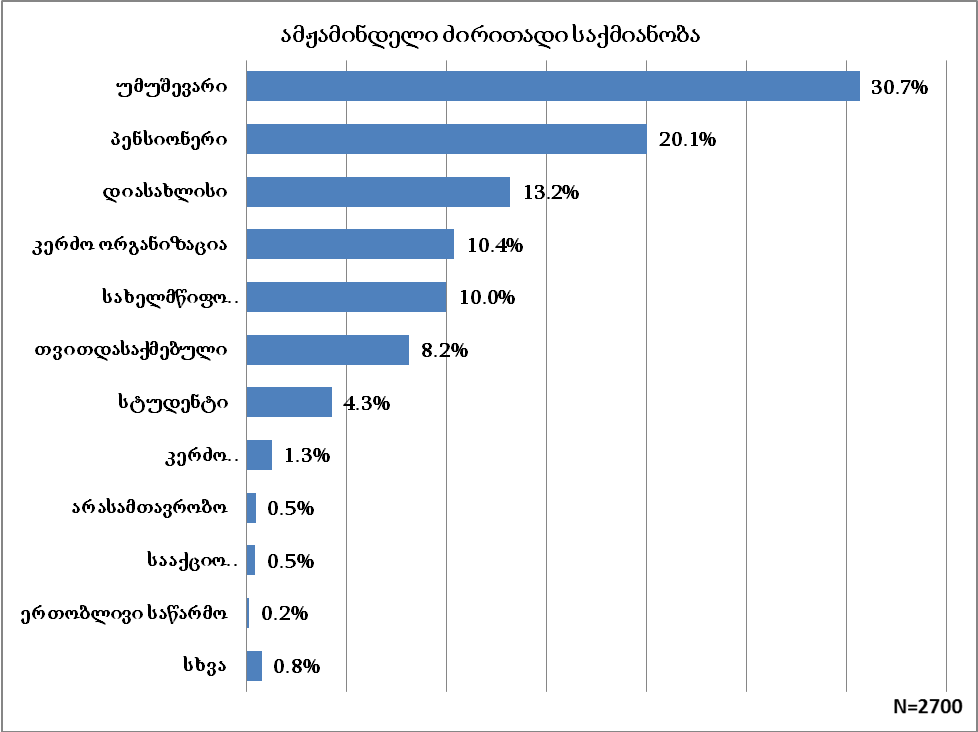 ამჟამინდელი ძირითადი საქმიანობა
უმუშევარი 30.7%
პენსიონერი 20.1%
დიასახლისი 13.2%
კერძო ორგანიზაცია 10.4%
სახელმწიფო.. 10.0%
თვითდასაქმებული 8.2%
სტუდენტი 4.3%
კერძო.. 1.3%
არასამთავრობო 0.5%
სააქციო.. 0.5%
ერთობლივი საწარმო 0.2%
სხვა 0.8%
N=2700